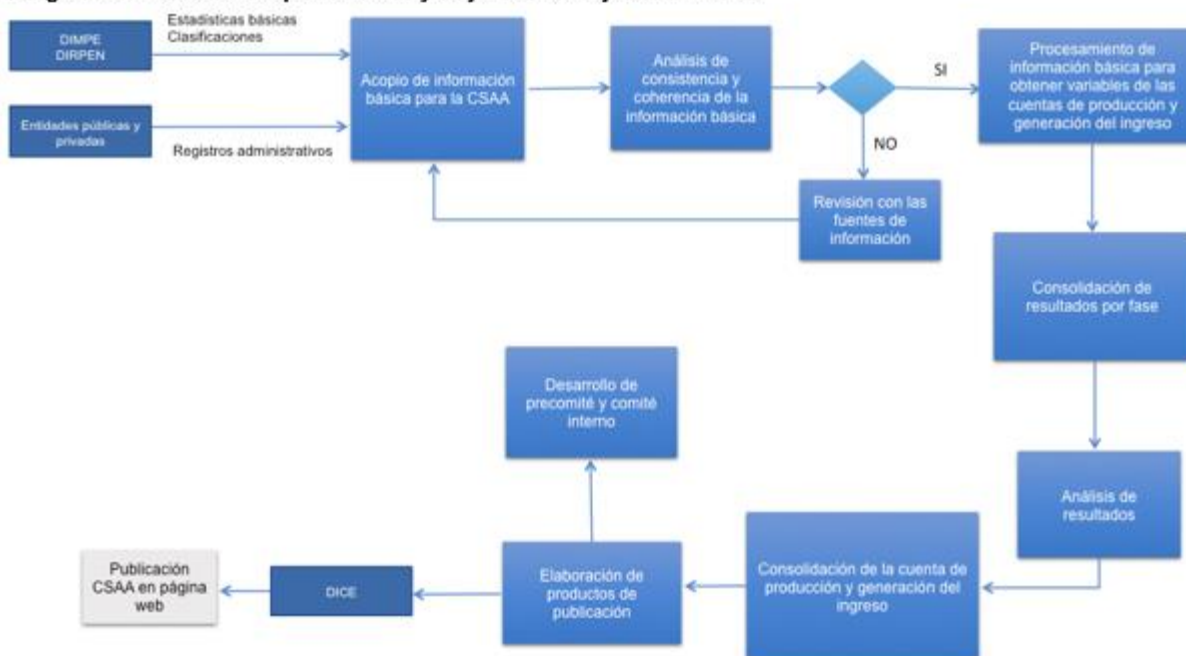 Estadísticas básicas
Clasificaciones
DIMPE
DIRPEN
Entidades públicas y
privadas
Registros administrativos
Acopio de información
básica para la CSAA
Análisis de
consistencia y
coherencia de la
información básica
SI
NO
Procesamiento de
información básica para
obtener variables de las
cuentas de producción y
generación del ingreso
Revisión con las
fuentes de
información
Consolidación de
resultados por fase
Desarrollo de
precomité y comité
interno
Análisis de
resultados
Consolidación de la cuenta de
producción y generación del
ingreso
Elaboración de
productos de
publicación
DICE
Publicación
CSAA en página
web